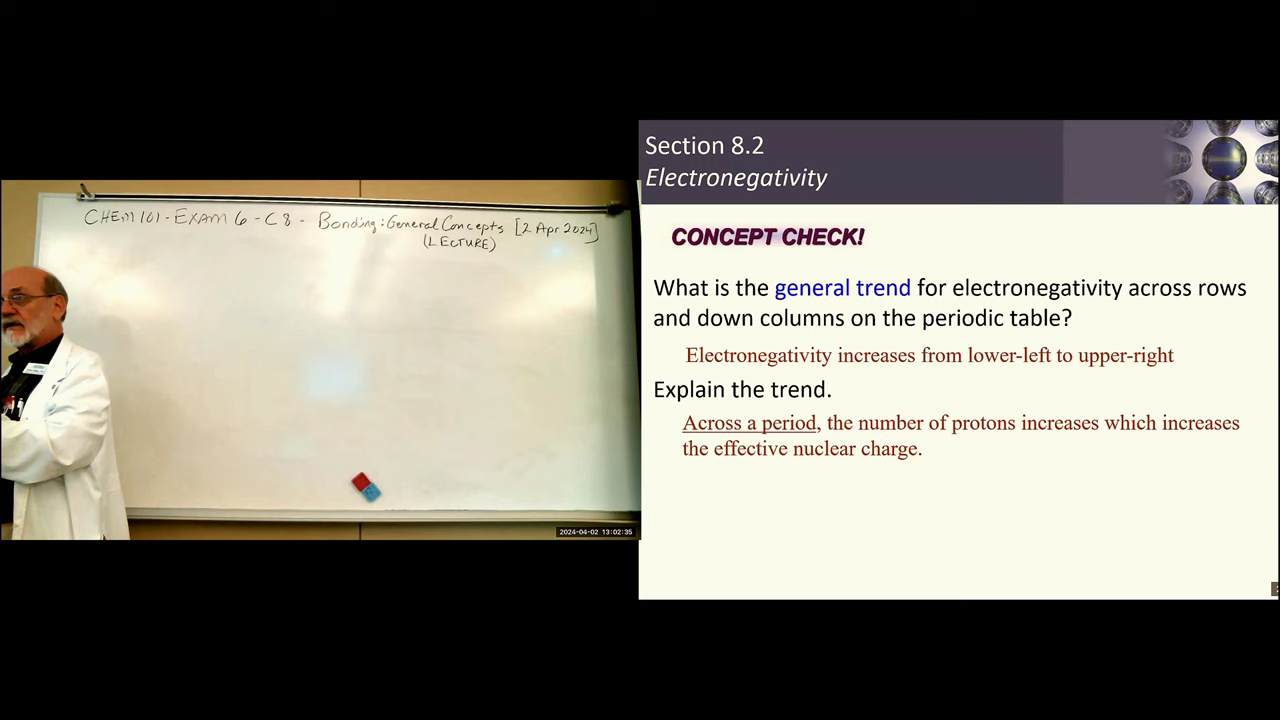 CHEM 101 - EXAM 6 - C8 - Bonding: General Concepts [2 Apr 2024]
(LECTURE)
2024-04-02 13:02:35
Section 8.2
Electronegativity
CONCEPT CHECK!
What is the general trend for electronegativity across rows
and down columns on the periodic table?
Electronegativity increases from lower-left to upper-right
Explain the trend.
Across a period, the number of protons increases which increases
the effective nuclear charge.